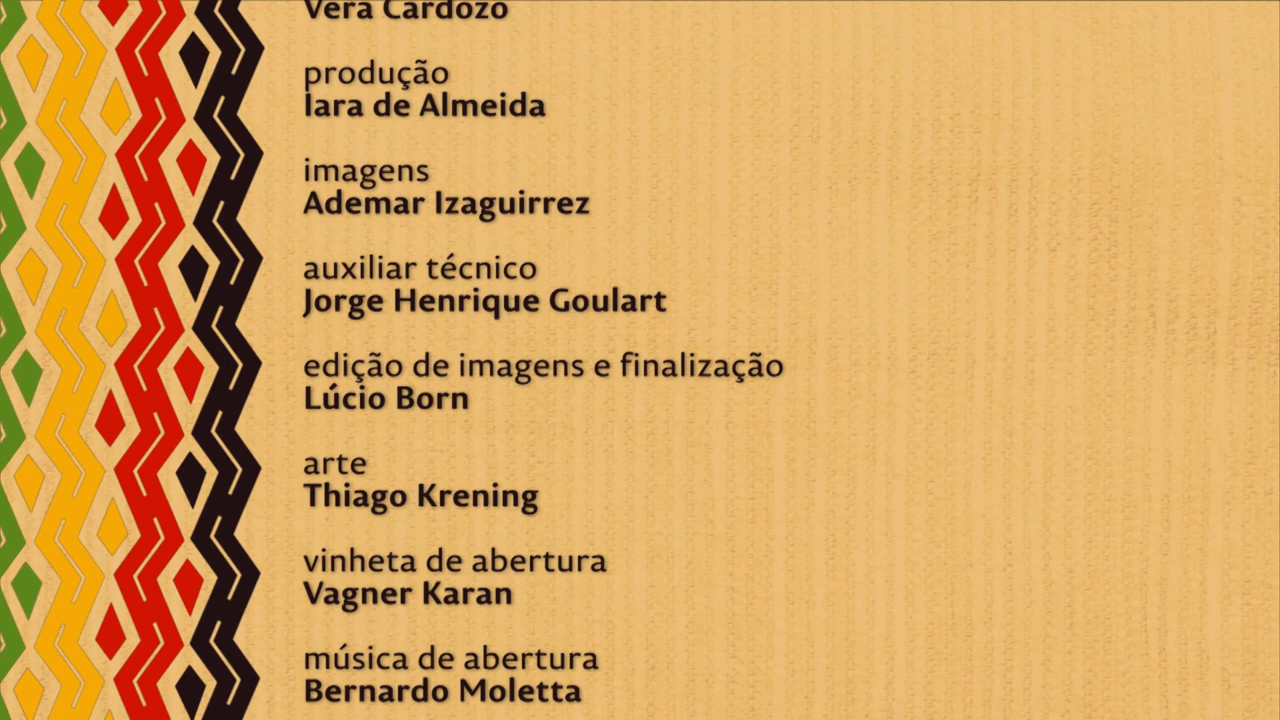 Vera Cardozo
produção
Iara de Almeida
imagens
Ademar Izaguirrez
auxiliar técnico
Jorge Henrique Goulart
edição de imagens e finalização
Lúcio Born
arte
Thiago Krening
vinheta de abertura
Vagner Karan
música de abertura
Bernardo Moletta